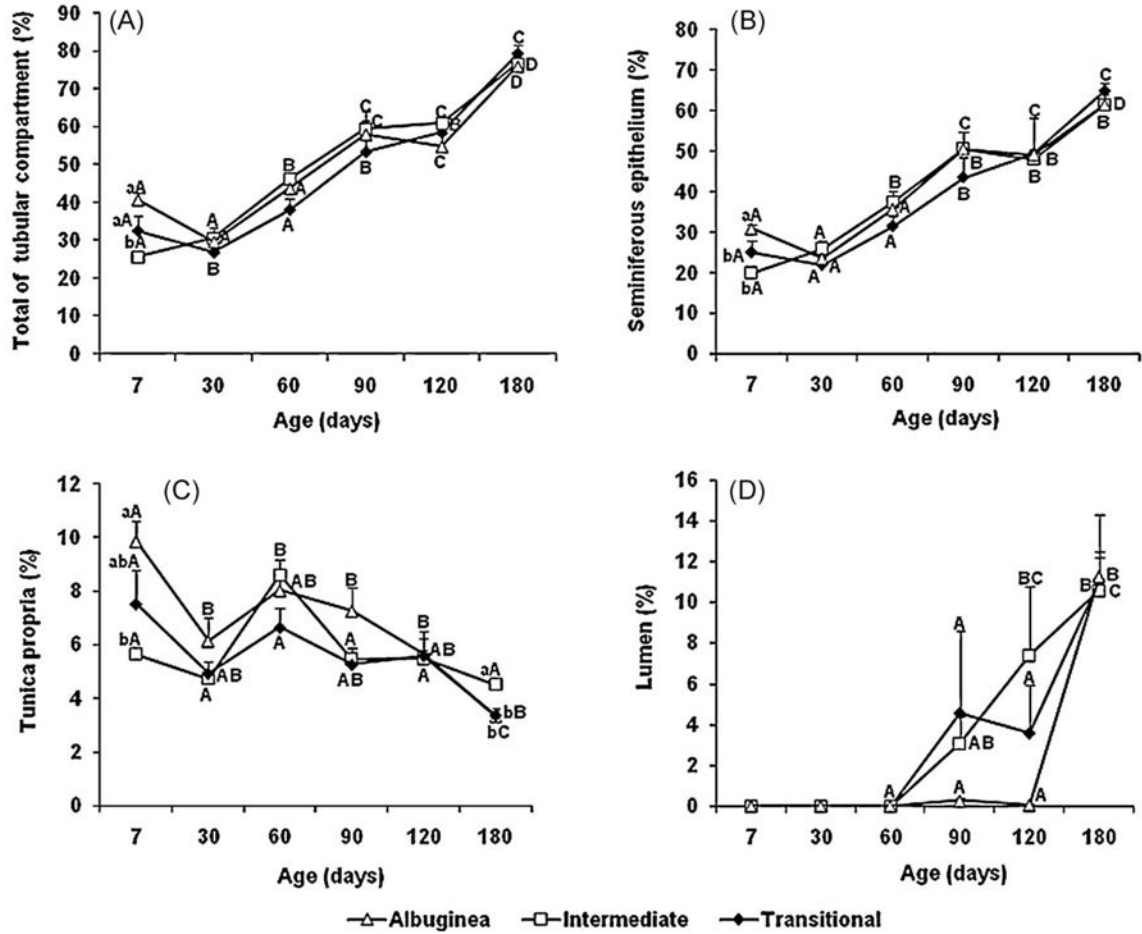 (A)
Total of tubular compartment (%)
90
80
70
60
50
40
30
20
10
0
aA
aA
bA
A
A
B
B
A
A
C
C
B
C
B
C
C
D
D
7 30 60 90 120 180
Age (days)
(B)
Seminiferous epithelium (%)
80
70
60
50
40
30
20
10
0
aA
bA
bA
A
A
A
B
A
A
C
B
B
C
B
B
C
D
B
7 30 60 90 120 180
Age (days)
(C)
Tunica propria (%)
12
10
8
6
4
2
0
aA
abA
bA
B
AB
A
B
AB
A
B
A
AB
B
AB
A
aA
bB
bC
7 30 60 90 120 180
Age (days)
(D)
Lumen (%)
16
14
12
10
8
6
4
2
0
A
A
AB
A
BC
A
A
B
B
C
7 30 60 90 120 180
Age (days)
Albuginea Intermediate Transitional